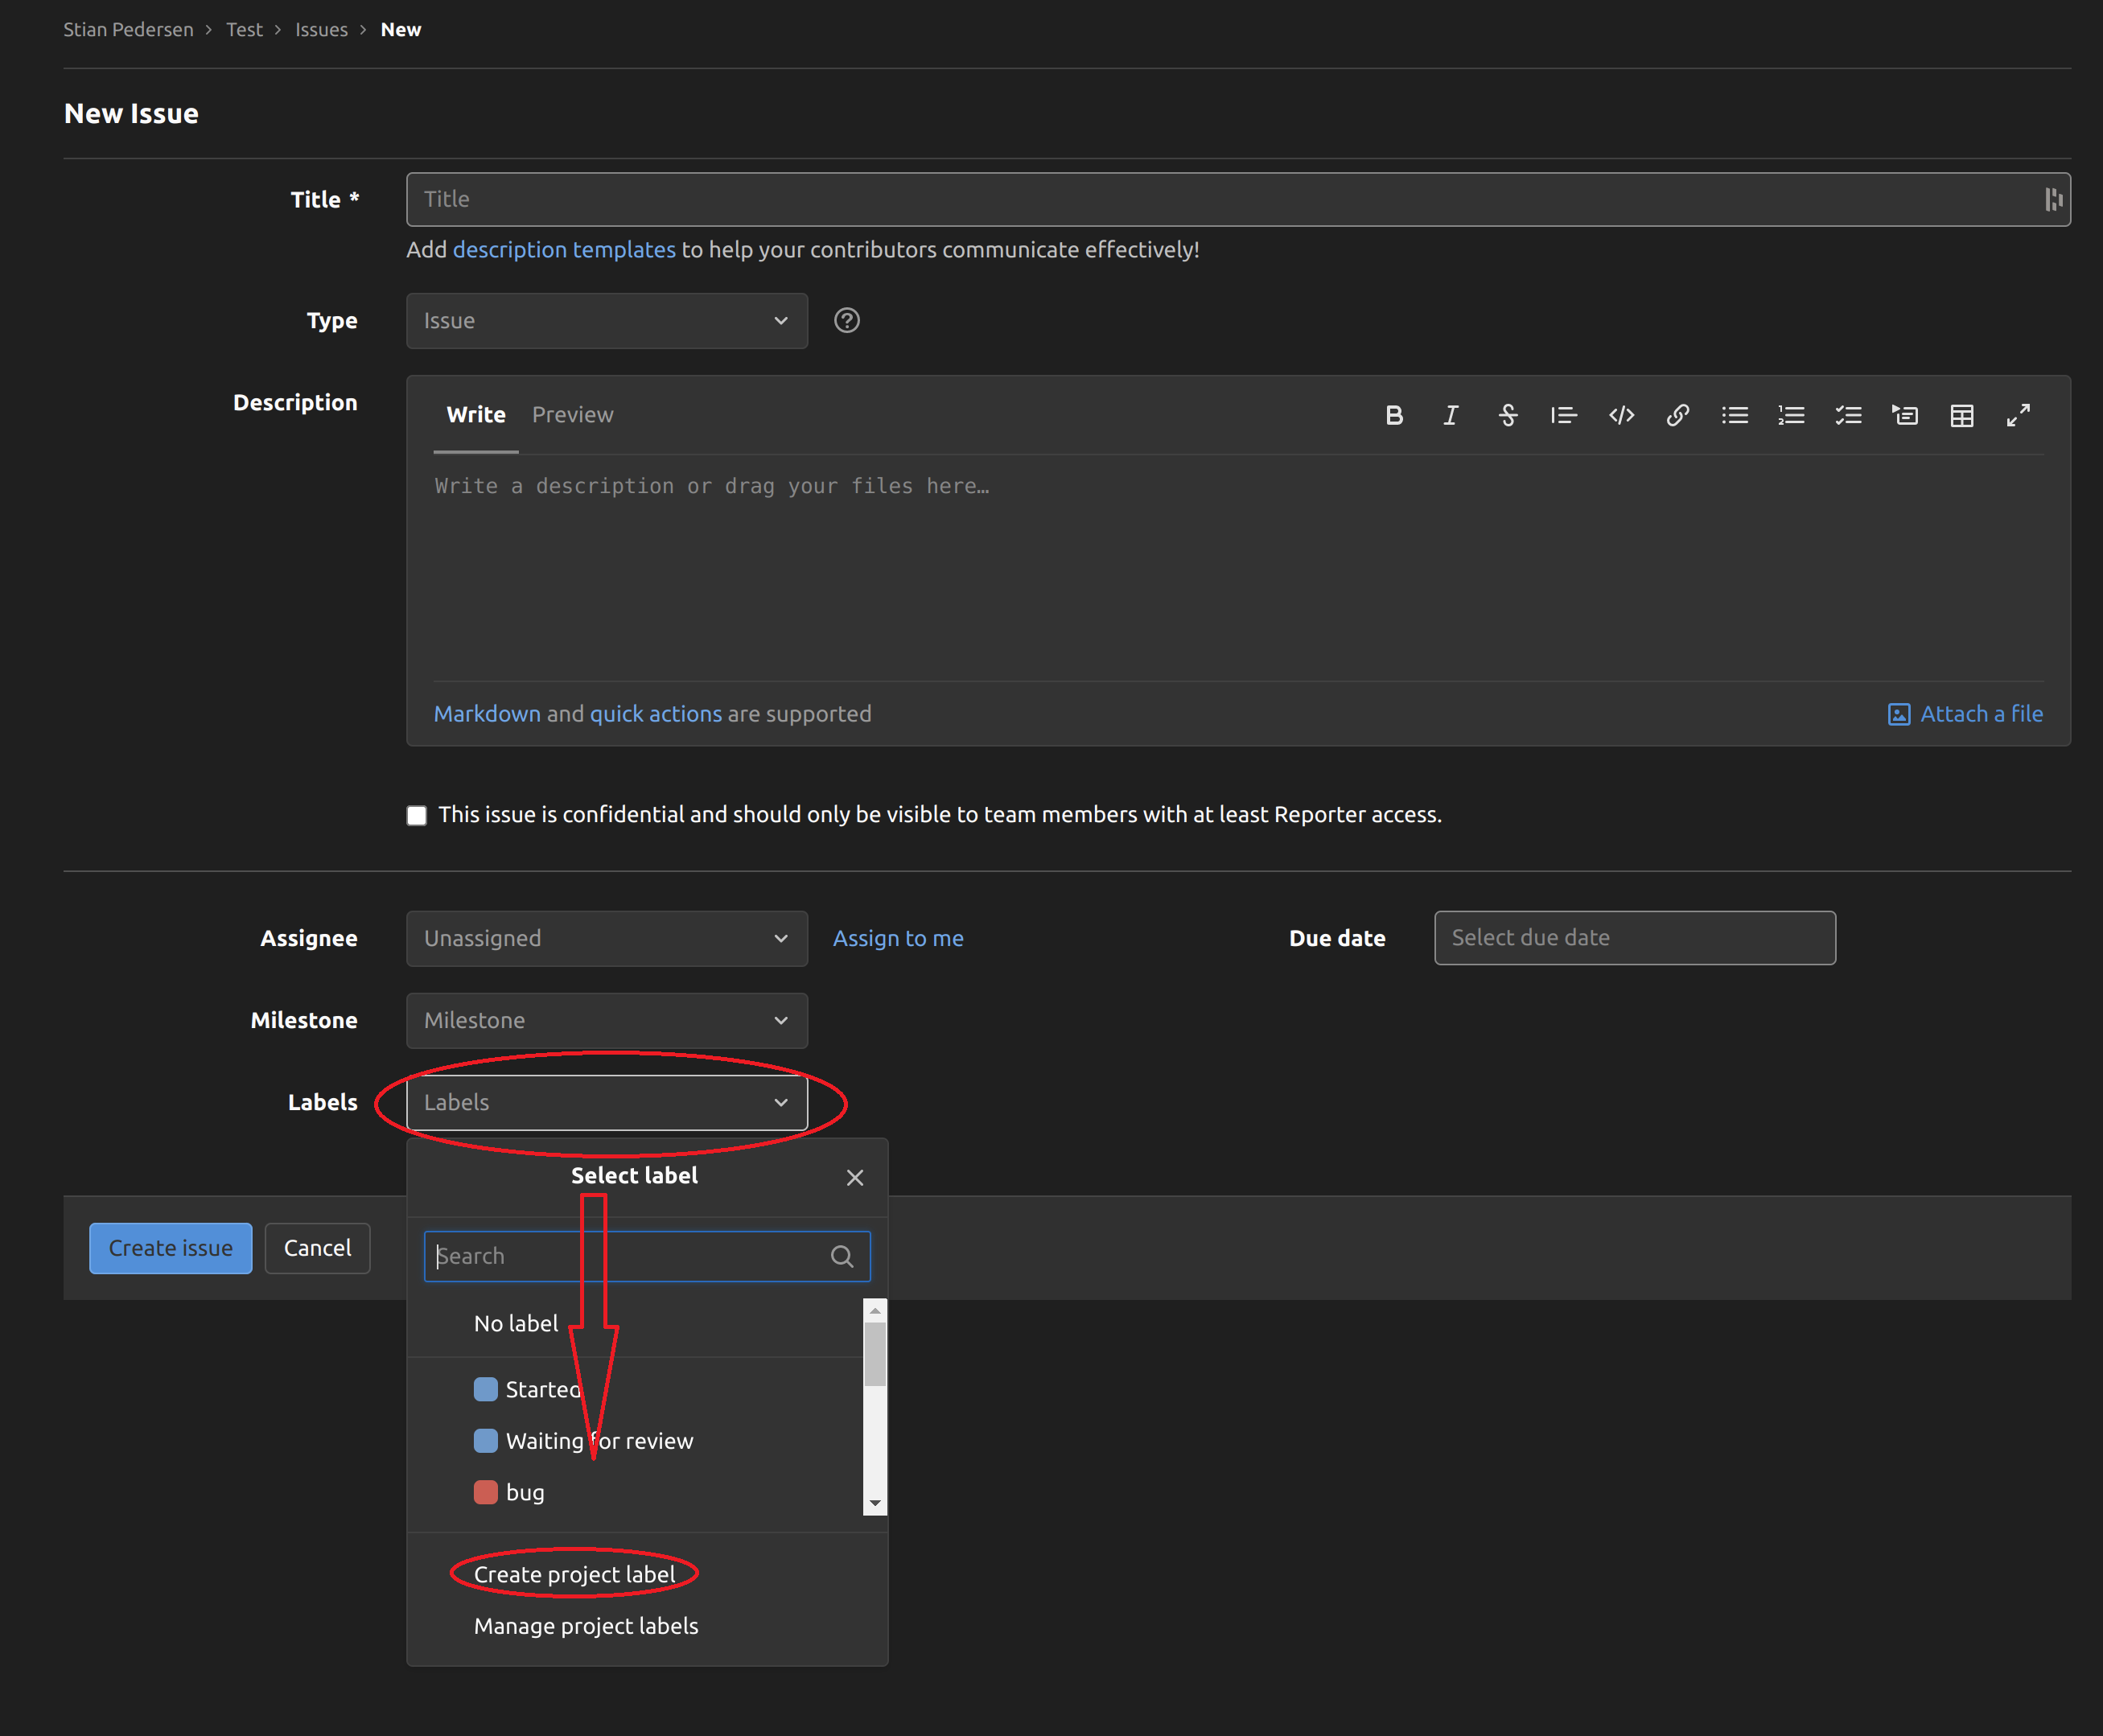 Stian Pedersen › Test › Issues › New
New Issue
Title *
Title
Add description templates to help your contributors communicate effectively!
Type
Issue
Description
Write Preview
Write a description or drag your files here…
Markdown and quick actions are supported
Attach a file
This issue is confidential and should only be visible to team members with at least Reporter access.
Assignee
Unassigned
Assign to me
Due date
Select due date
Milestone
Milestone
Labels
Labels
Select label
Create issue
Cancel
Search
No label
Started
Waiting for review
bug
Create project label
Manage project labels